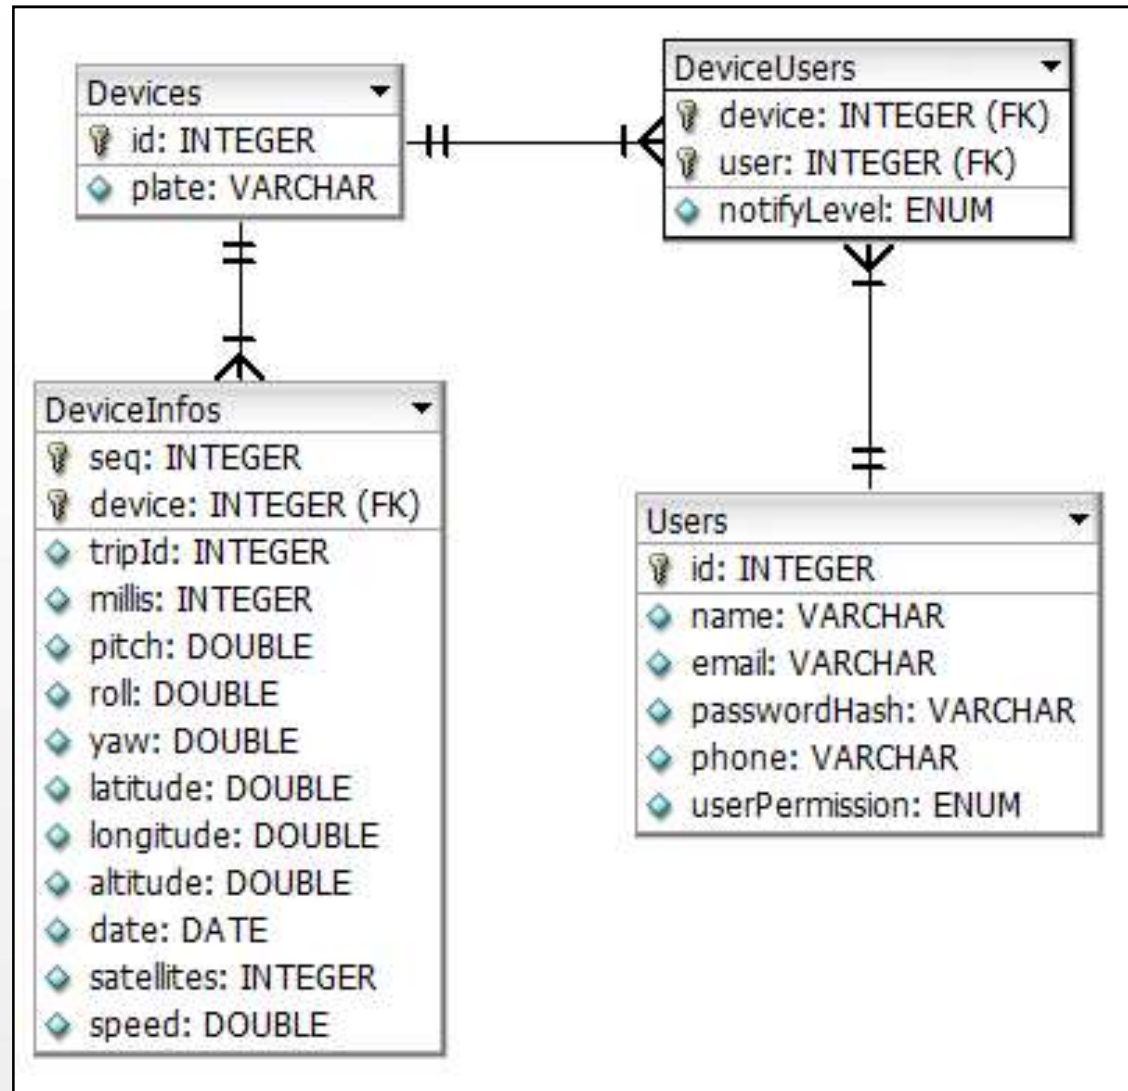 Devices
id: INTEGER
plate: VARCHAR
DeviceUsers
device: INTEGER (FK)
user: INTEGER (FK)
notifyLevel: ENUM
DeviceInfos
seq: INTEGER
device: INTEGER (FK)
tripId: INTEGER
millis: INTEGER
pitch: DOUBLE
roll: DOUBLE
yaw: DOUBLE
latitude: DOUBLE
longitude: DOUBLE
altitude: DOUBLE
date: DATE
satellites: INTEGER
speed: DOUBLE
Users
id: INTEGER
name: VARCHAR
email: VARCHAR
passwordHash: VARCHAR
phone: VARCHAR
userPermission: ENUM